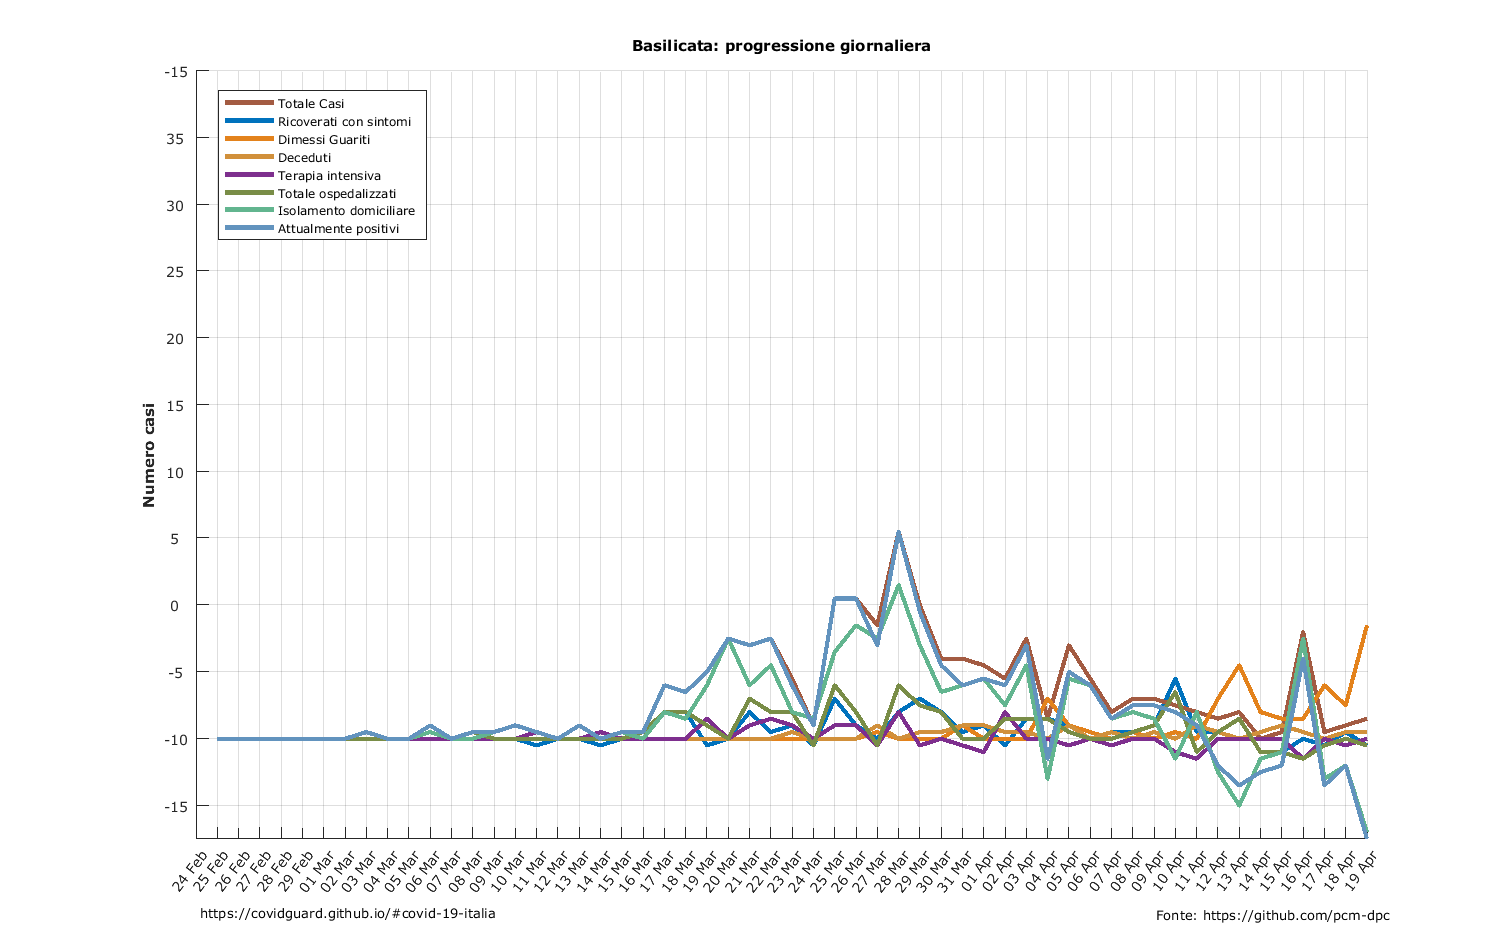 Basilicata: progressione giornaliera
-15
35
30
25
20
15
10
5
0
-5
-10
-15
Numero casi
Totale Casi
Ricoverati con sintomi
Dimessi Guariti
Deceduti
Terapia intensiva
Totale ospedalizzati
Isolamento domiciliare
Attualmente positivi
24 Feb
25 Feb
26 Feb
27 Feb
28 Feb
29 Feb
01 Mar
02 Mar
03 Mar
04 Mar
05 Mar
06 Mar
07 Mar
08 Mar
09 Mar
10 Mar
11 Mar
12 Mar
13 Mar
14 Mar
15 Mar
16 Mar
17 Mar
18 Mar
19 Mar
20 Mar
21 Mar
22 Mar
23 Mar
24 Mar
25 Mar
26 Mar
27 Mar
28 Mar
29 Mar
30 Mar
31 Mar
01 Apr
02 Apr
03 Apr
04 Apr
05 Apr
06 Apr
07 Apr
08 Apr
09 Apr
10 Apr
11 Apr
12 Apr
13 Apr
14 Apr
15 Apr
16 Apr
17 Apr
18 Apr
19 Apr
https://covidguard.github.io/#covid-19-italia
Fonte: https://github.com/pcm-dpc